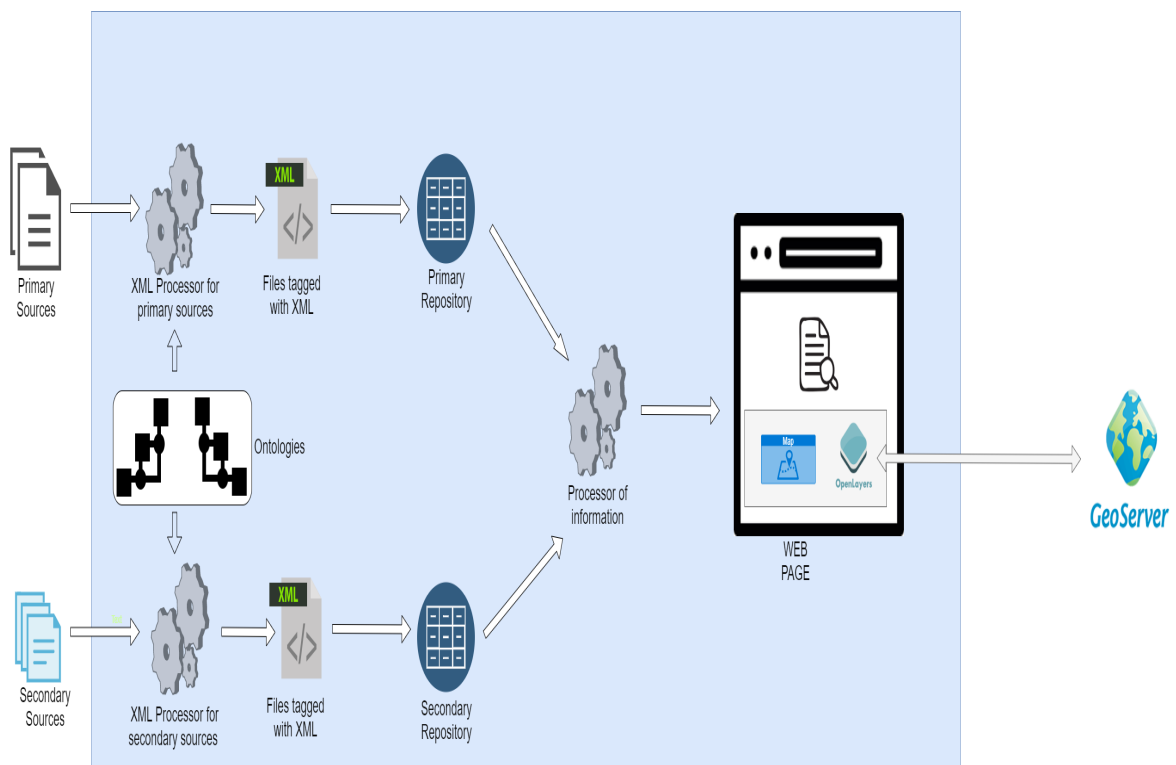 XML
Primary
Sources
XML Processor for
primary sources
Files tagged
with XML
Primary
Repository
Ontologies
Map
OpenLayers
GeoServer
Processor of
information
WEB
PAGE
XML
Secondary
Sources
XML Processor for
secondary sources
Files tagged
with XML
Secondary
Repository